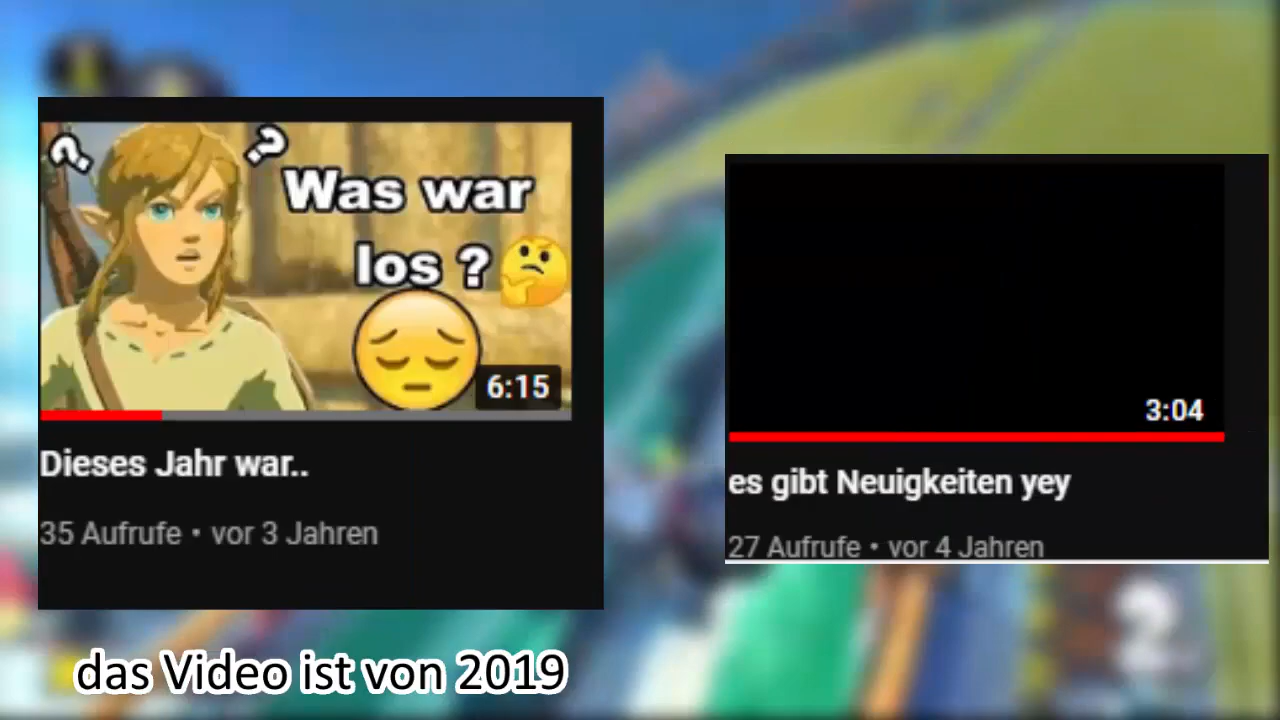 ? ?
Was war
los ?
6:15
Dieses Jahr war..
35 Aufrufe • vor 3 Jahren
das Video ist von 2019
3:04
es gibt Neuigkeiten yey
27 Aufrufe • vor 4 Jahren
2